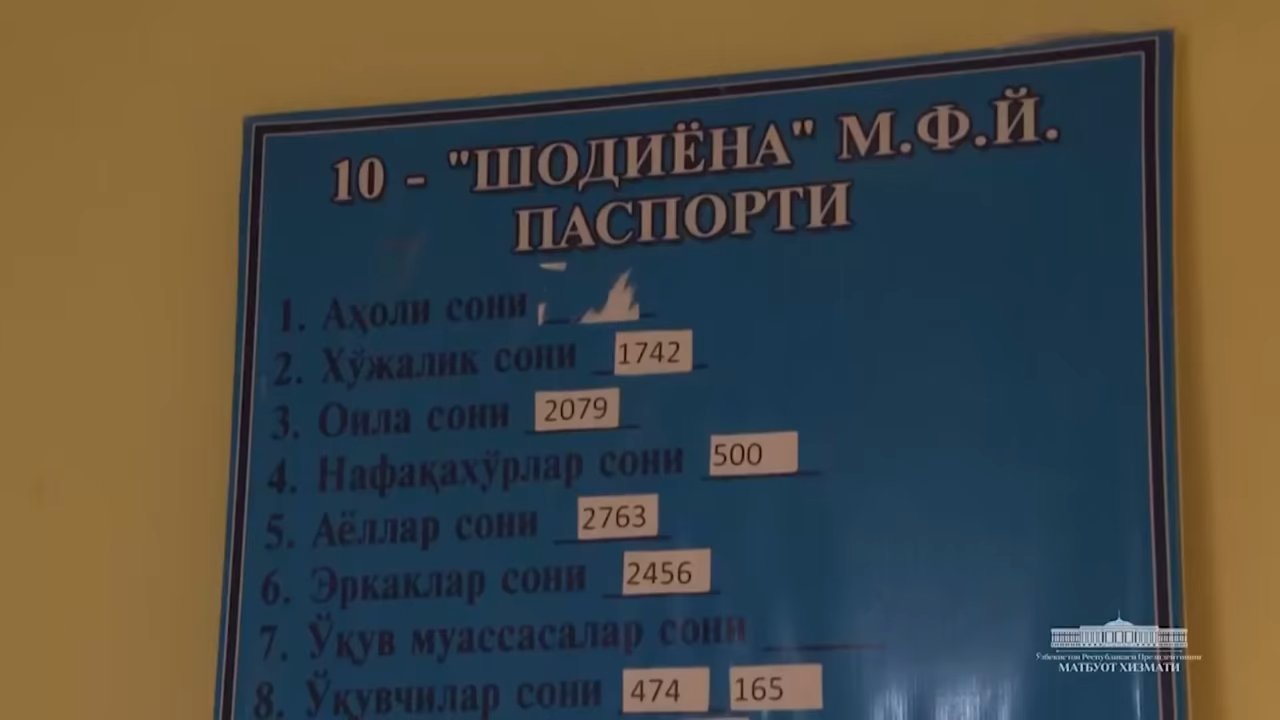 10 - "ШОДИЁНА" М.Ф.Й.
ПАСПОРТИ
1. Аҳоли сони
2. Хўжалик сони 1742
3. Оила сони 2079
4. Нафақахўрлар сони 500
5. Аёллар сони 2763
6. Эркаклар сони 2456
7. Ўқув муассасалар сони
8. Ўқувчилар сони 474 165
Ўзбекистон Республикаси Президентининг
МАТБУОТ ХИЗМАТИ